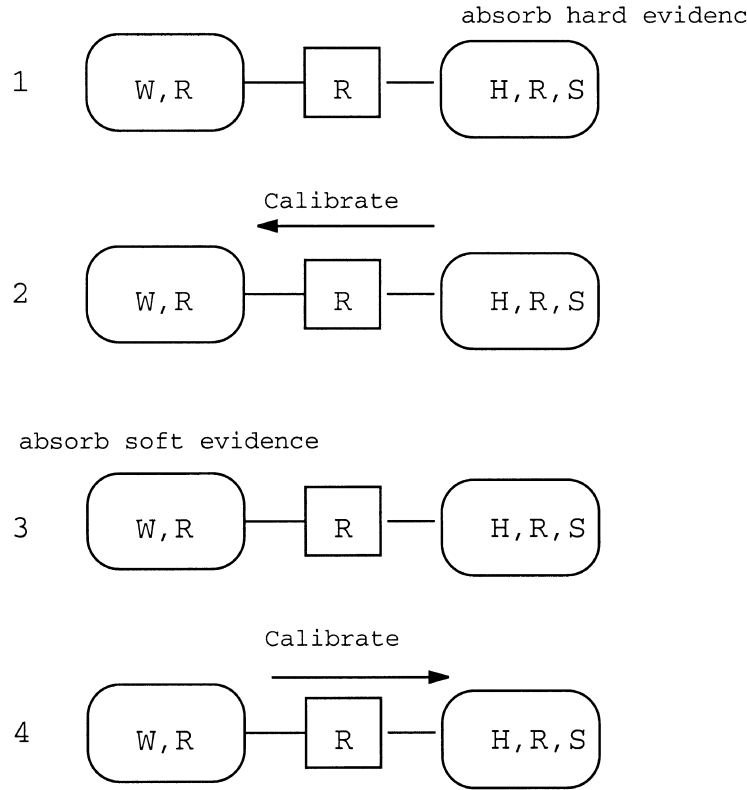 absorb hard evidenc
1 W,R R H,R,S
Calibrate
2 W,R R H,R,S
absorb soft evidence
3 W,R R H,R,S
Calibrate
4 W,R R H,R,S